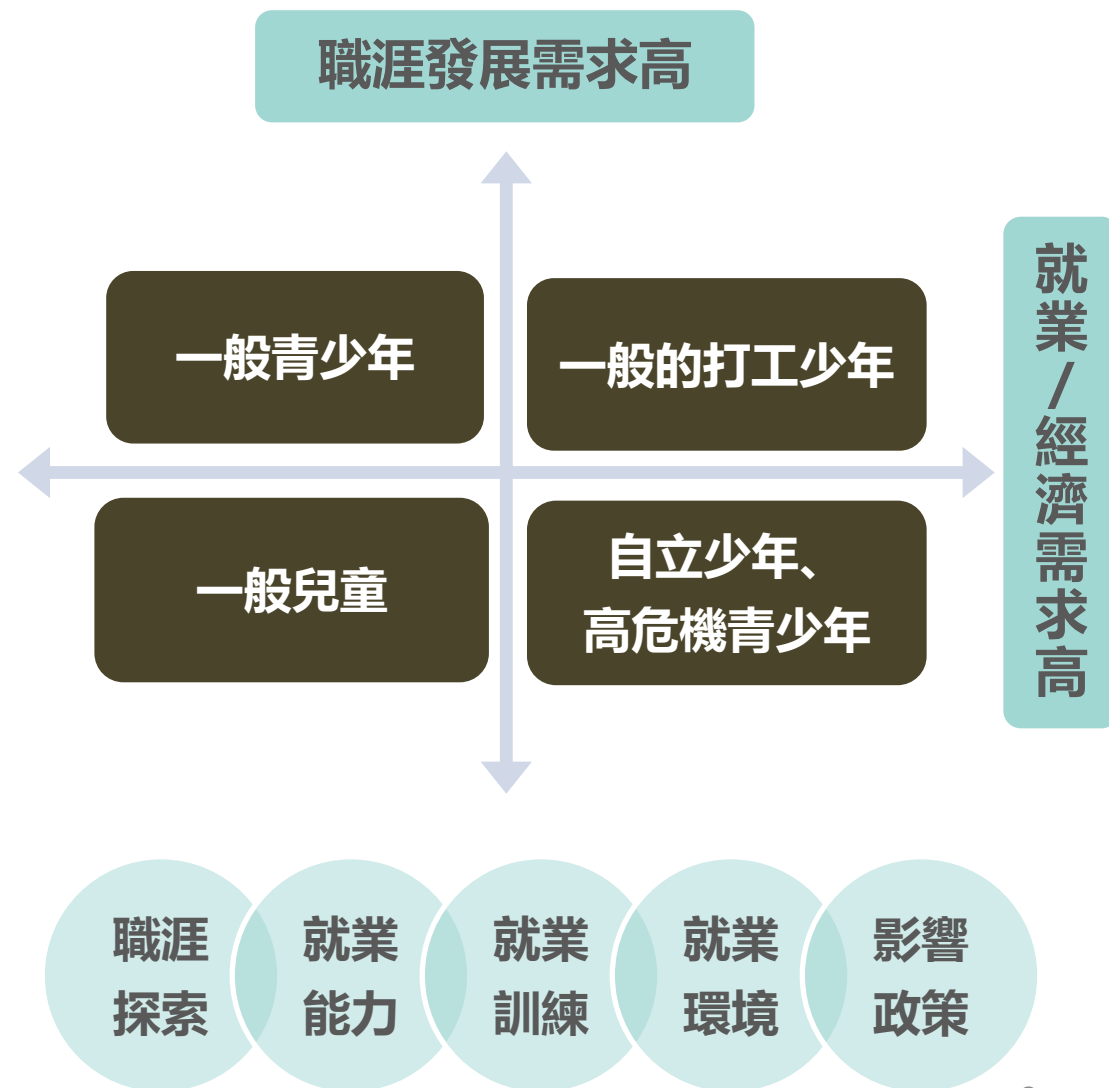 職涯發展需求高
就業/經濟需求高
一般青少年
一般的打工少年
一般兒童
自立少年、
高危機青少年
職涯
探索
就業
能力
就業
訓練
就業
環境
影響
政策